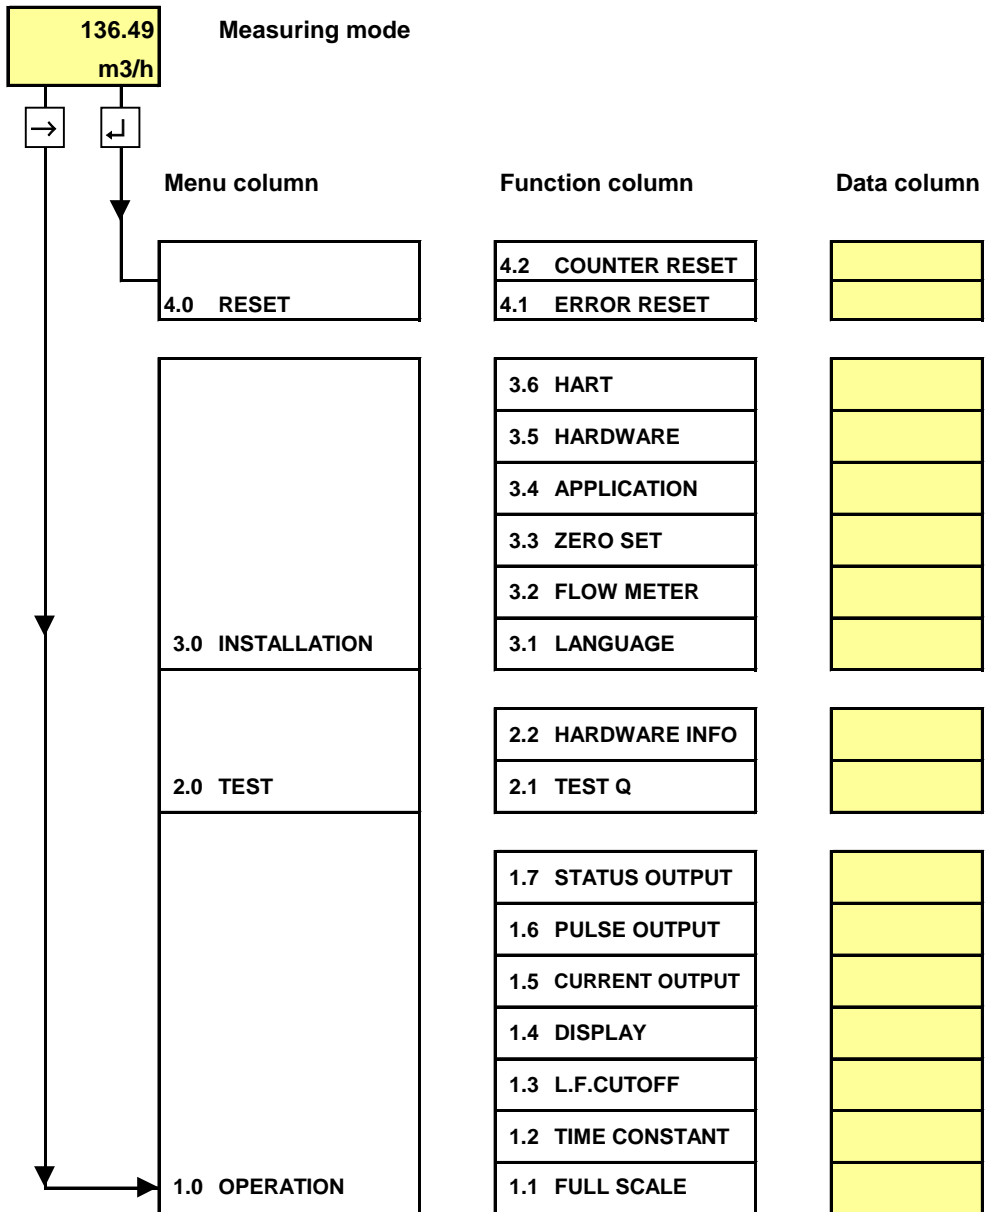 136.49 Measuring mode
m3/h
→ ↵
Menu column Function column Data column
4.2 COUNTER RESET
4.0 RESET 4.1 ERROR RESET
3.6 HART
3.5 HARDWARE
3.4 APPLICATION
3.3 ZERO SET
3.2 FLOW METER
3.0 INSTALLATION 3.1 LANGUAGE
2.2 HARDWARE INFO
2.0 TEST 2.1 TEST Q
1.7 STATUS OUTPUT
1.6 PULSE OUTPUT
1.5 CURRENT OUTPUT
1.4 DISPLAY
1.3 L.F.CUTOFF
1.2 TIME CONSTANT
1.0 OPERATION 1.1 FULL SCALE